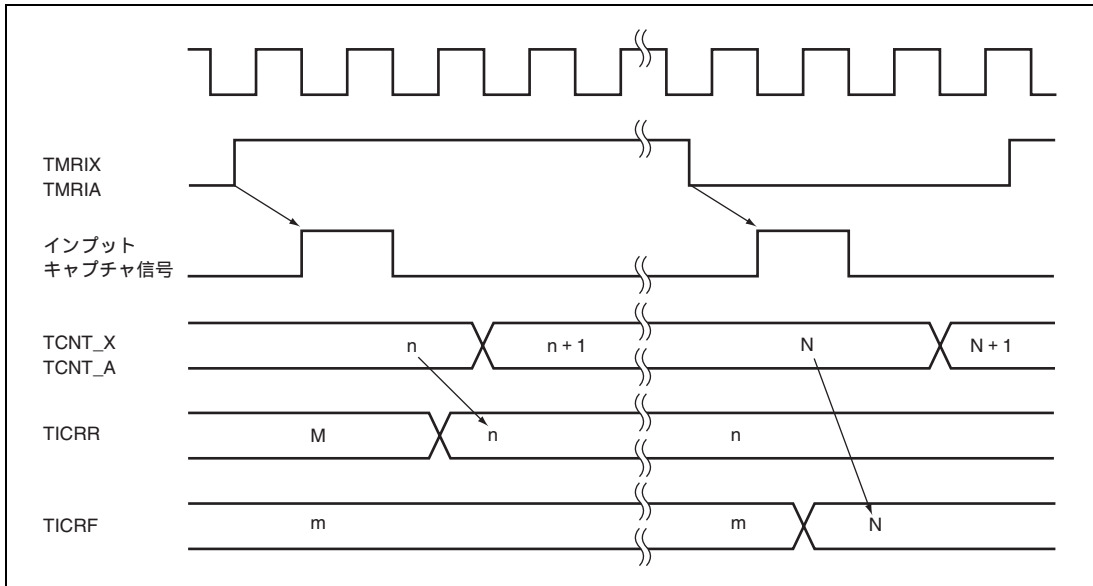 TMRIX
TMRIA
インプット
キャプチャ信号
TCNT_X
TCNT_A
n
n + 1
N
N + 1
TICRR
M
n
n
TICRF
m
m
N